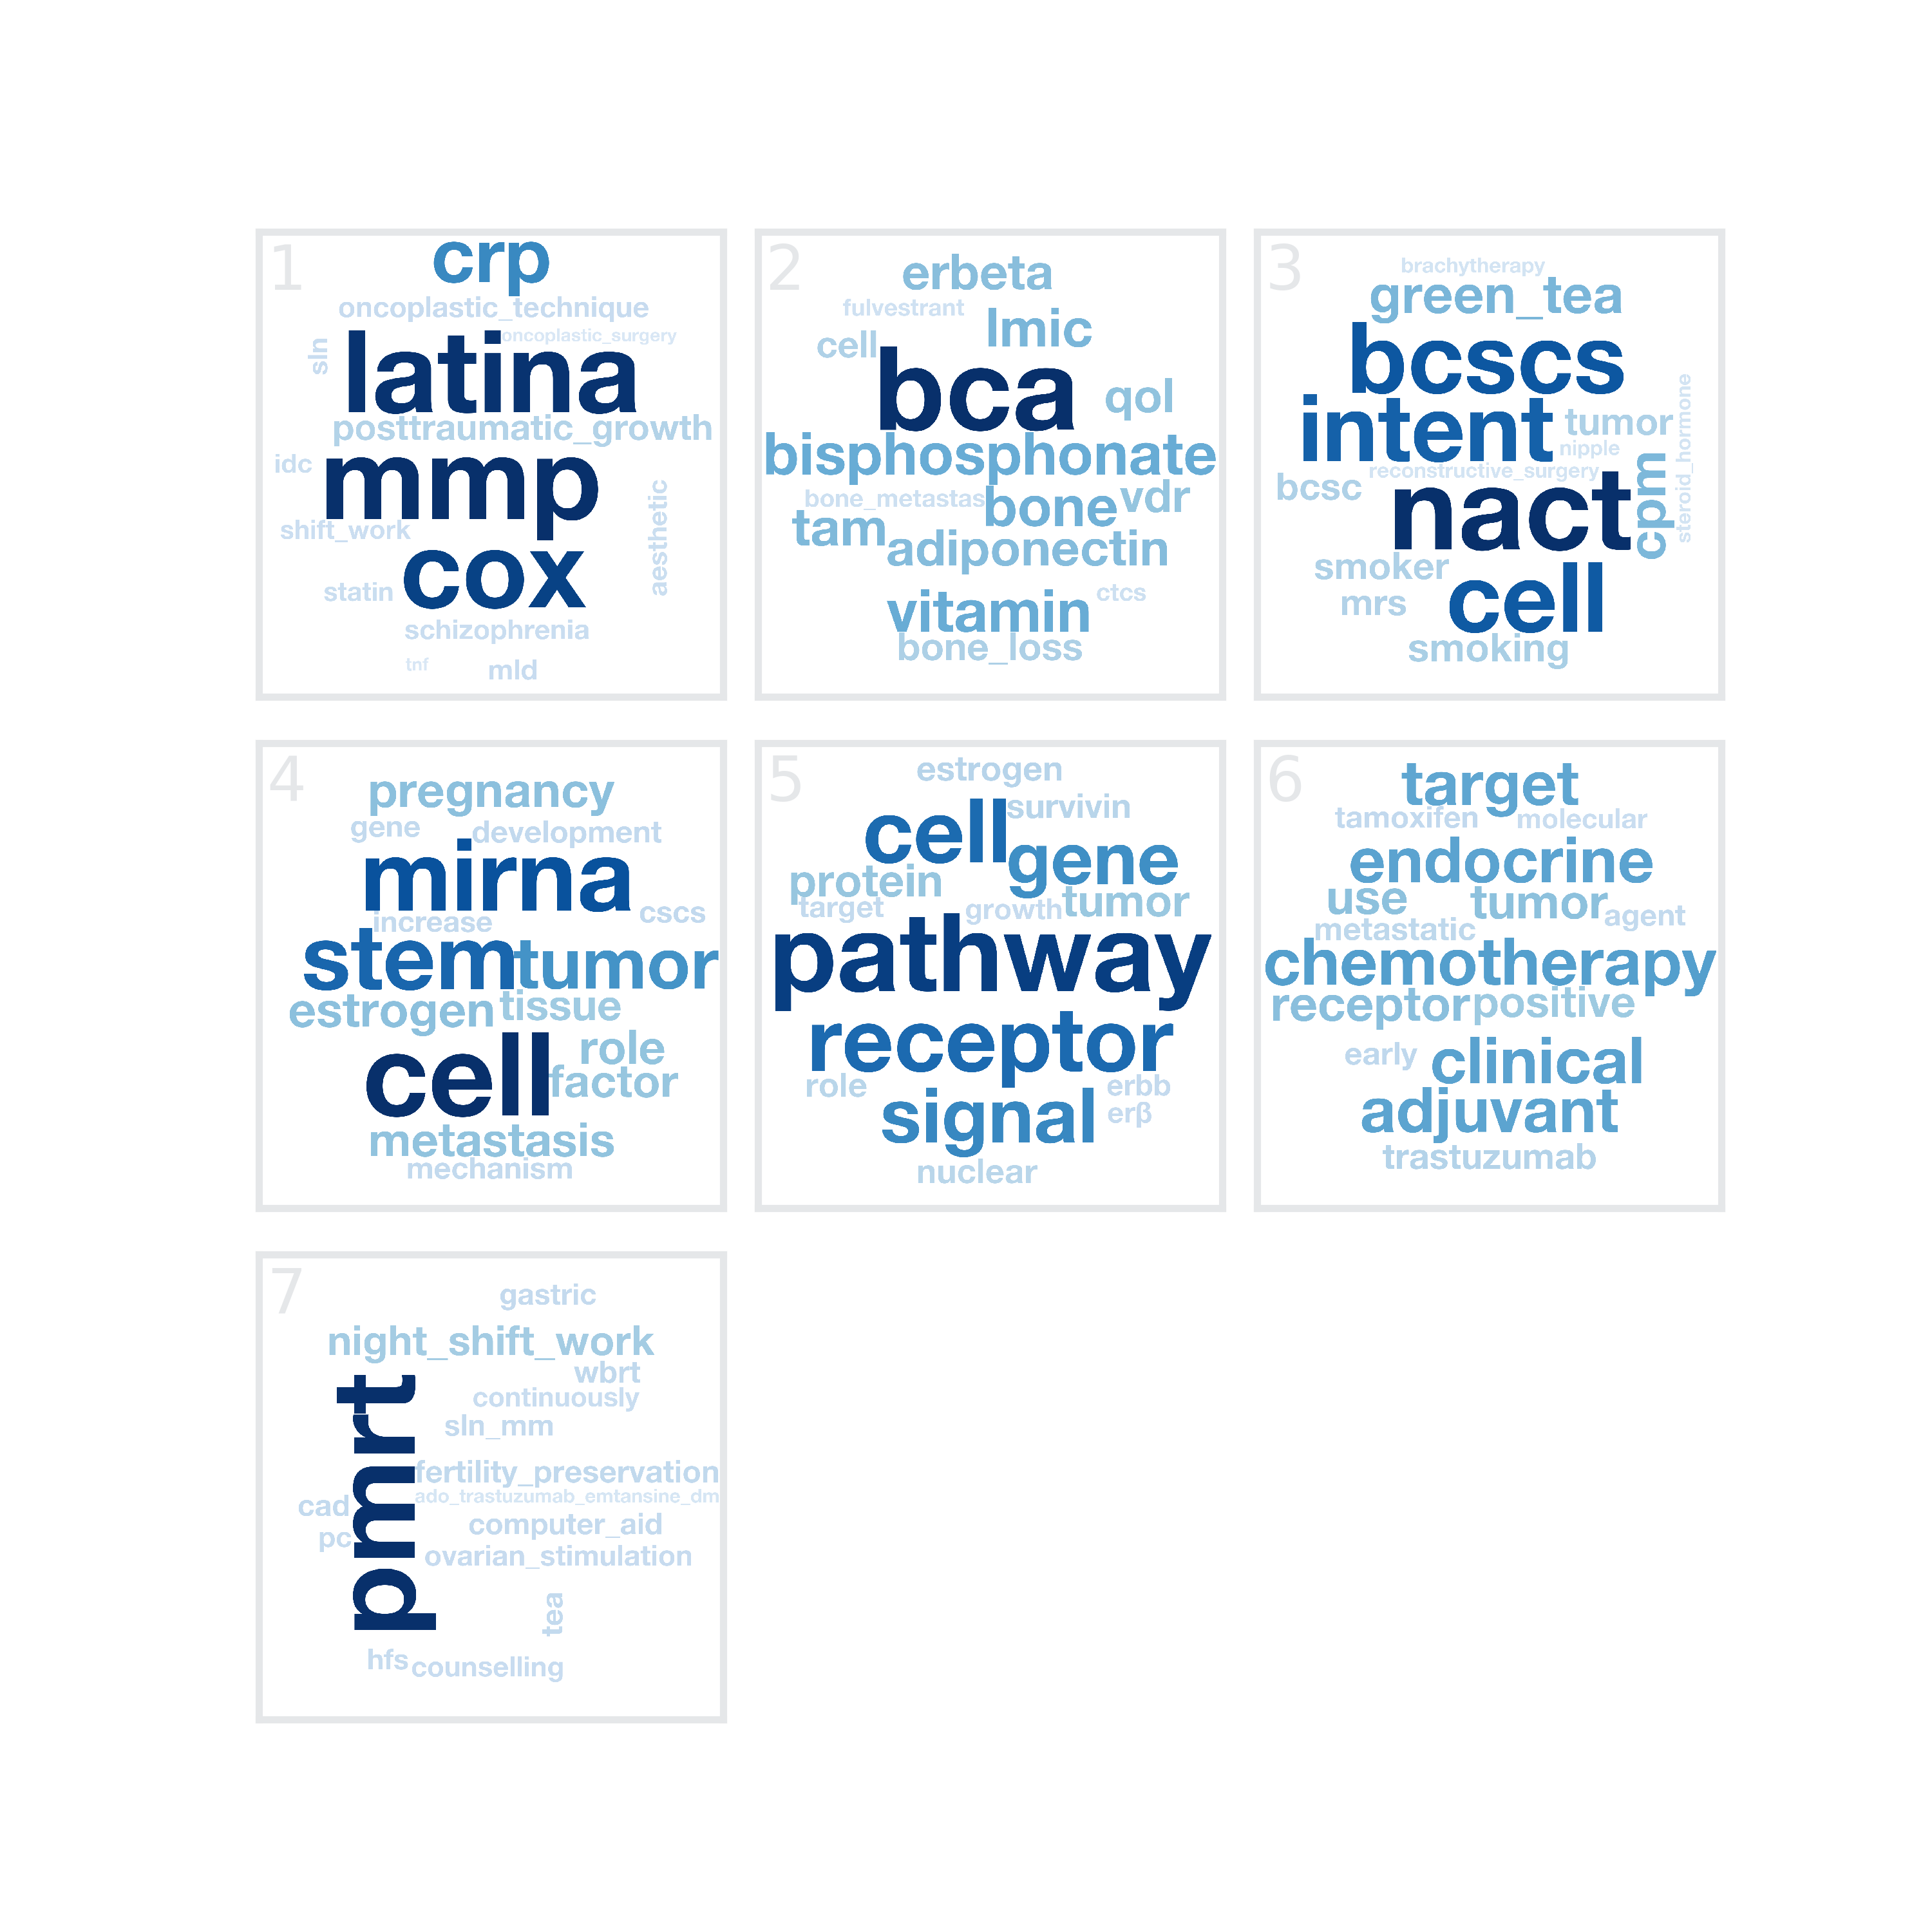 1
crp
oncoplastic_technique
oncoplastic_surgery
sln
latina
posttraumatic_growth
idc
mmp
aesthetic
shift_work
cox
statin
schizophrenia
tnf
mld
2
erbeta
fulvestrant
lmic
cell
bca
qol
bisphosphonate
bone_metastas
bone
vdr
tam
adiponectin
vitamin
ctcs
bone_loss
3
brachytherapy
green_tea
bcscs
intent
tumor
steroid_hormone
nipple
reconstructive_surgery
bcsc
nact
cpm
smoker
cell
mrs
smoking
4
pregnancy
gene
development
mirna
increase
cscs
stem
tumor
estrogen
tissue
cell
role
factor
metastasis
mechanism
5
estrogen
survivin
cell
gene
protein
target
growth
tumor
pathway
receptor
role
signal
erbb
erβ
nuclear
6
target
tamoxifen
molecular
endocrine
use
tumor
agent
metastatic
chemotherapy
receptor
positive
early
clinical
adjuvant
trastuzumab
7
gastric
night_shift_work
wbrt
continuously
sln_mm
pmrt
fertility_preservation
ado_trastuzumab_emtansine_dm
cad
computer_aid
pc
ovarian_stimulation
tea
hfs
counselling